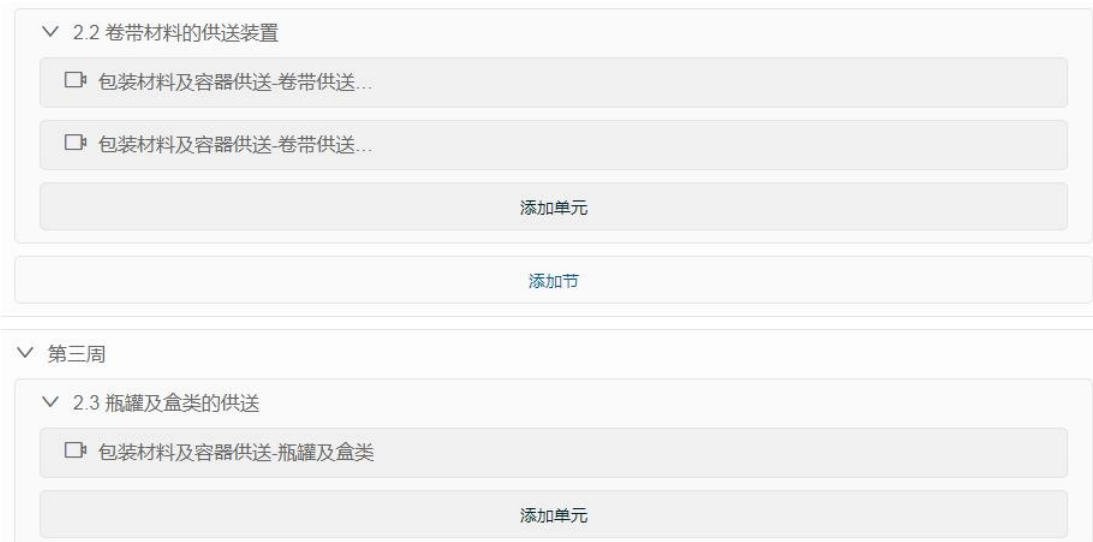 2.2 卷带材料的供送装置
包装材料及容器供送-卷带供送...
包装材料及容器供送-卷带供送...
添加单元
添加节
第三周
2.3 瓶罐及盒类的供送
包装材料及容器供送-瓶罐及盒类
添加单元